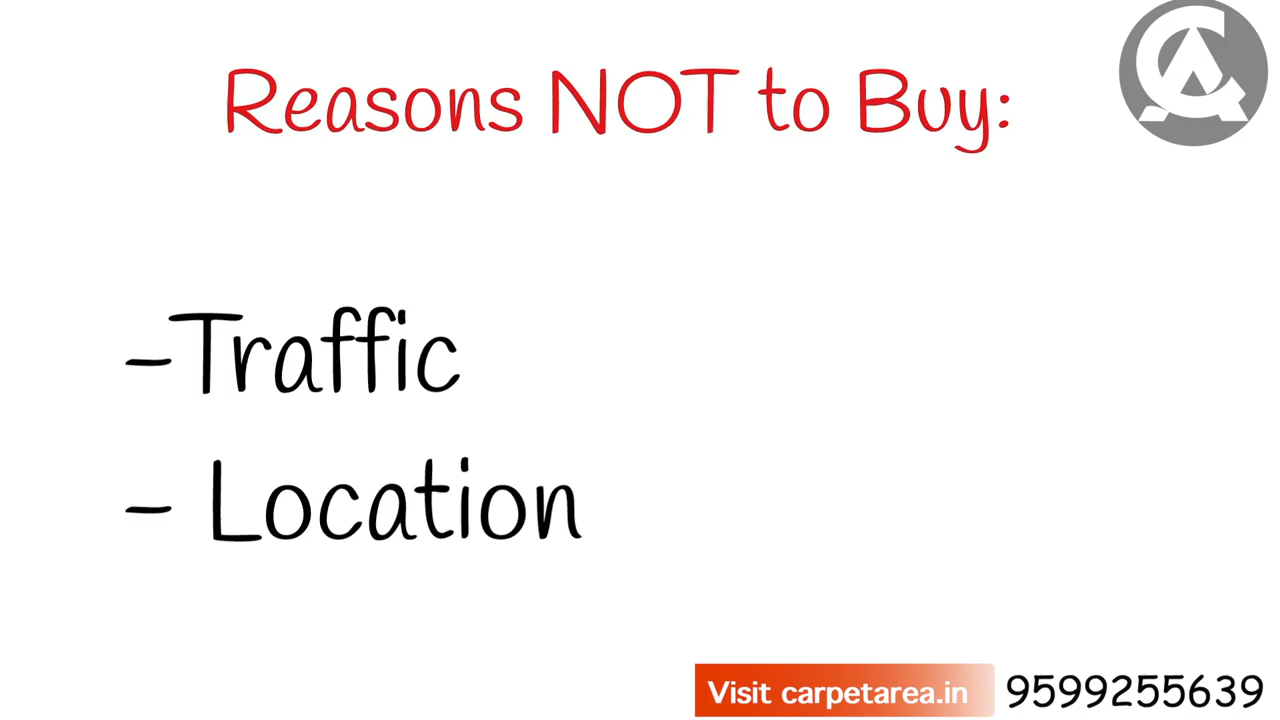 Reasons NOT to Buy:
-Traffic
- Location
Visit carpetarea.in 9599255639